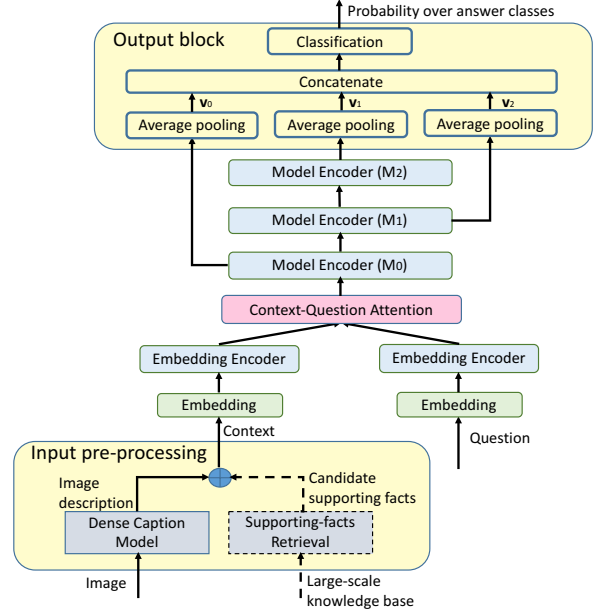 Probability over answer classes
Output block
Classification
Concatenate
v0
v1
v2
Average pooling
Average pooling
Average pooling
Model Encoder (M2)
Model Encoder (M1)
Model Encoder (M0)
Context-Question Attention
Embedding Encoder
Embedding Encoder
Embedding
Embedding
Context
Question
Input pre-processing
Image
description
Candidate
supporting facts
Dense Caption
Model
Supporting-facts
Retrieval
Image
Large-scale
knowledge base